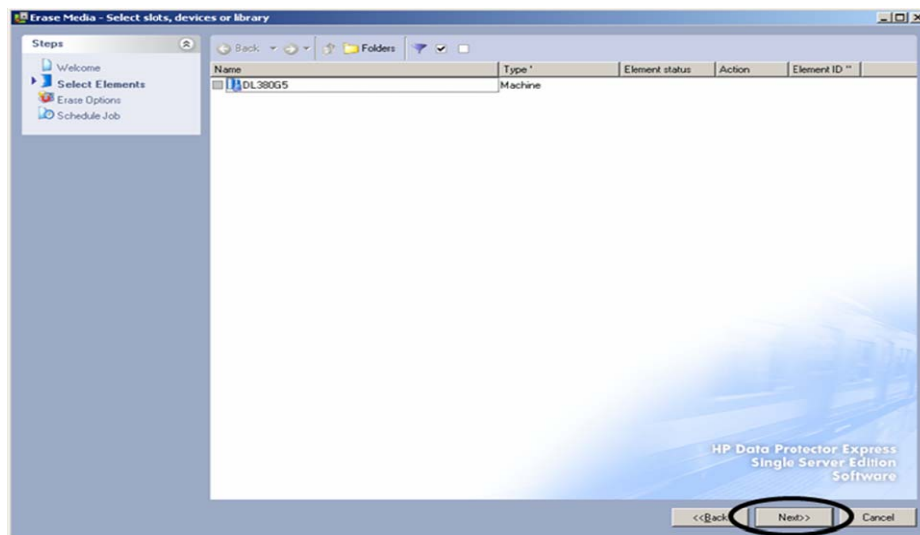 Erase Media - Select slots, devices or library
Steps
Welcome
Select Elements
Erase Options
Schedule Job
Back
Folders
Name Type ' Element status Action Element ID "
DL380G5 Machine
HP Data Protector Express
Single Server Edition
Software
<<Back Next>> Cancel